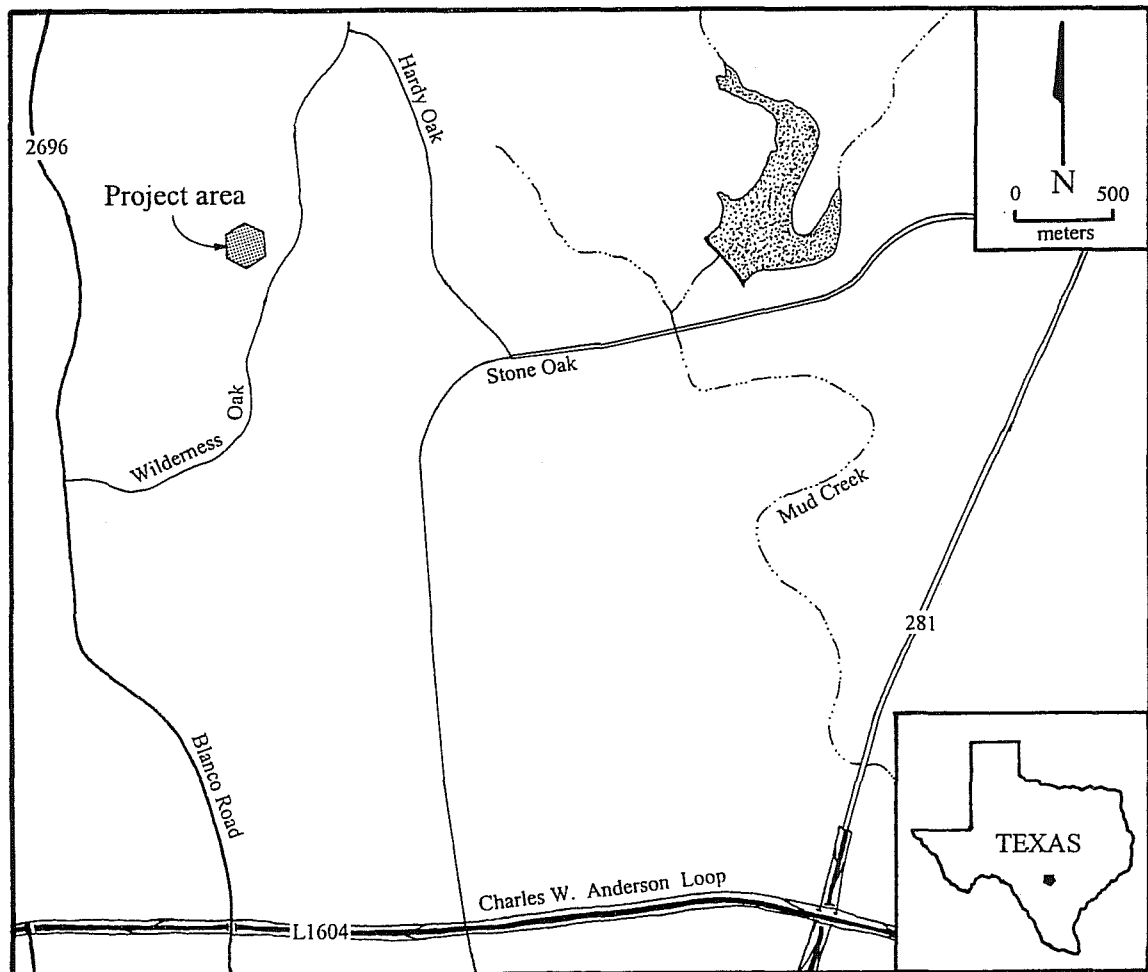 2696
Project area
Hardy Oak
N
0 500
meters
Stone Oak
Wilderness Oak
Mud Creek
281
Blanco Road
TEXAS
Charles W. Anderson Loop
L1604